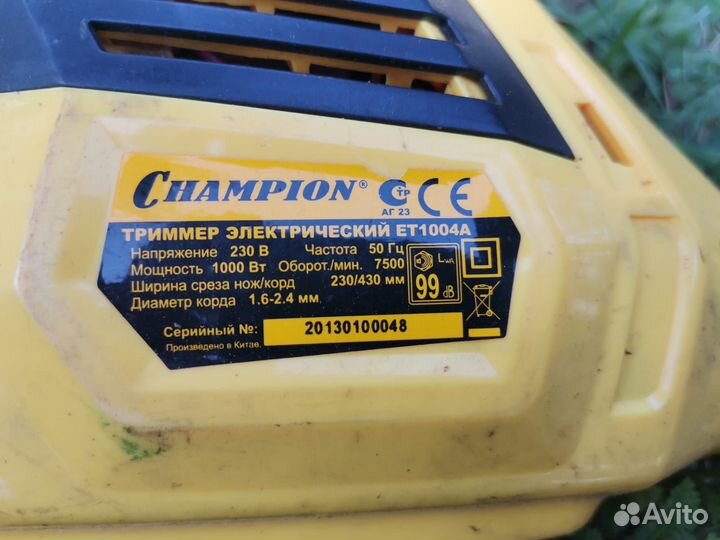 CHAMPION® С ТР CE
АГ 23
ТРИММЕР ЭЛЕКТРИЧЕСКИЙ ET1004A
Напряжение 230 В Частота 50 Гц
Мощность 1000 Вт Оборот./мин. 7500
Ширина среза нож/корд 230/430 мм
Диаметр корда 1.6-2.4 мм
LWA
99 dB
Серийный №: 20130100048
Произведено в Китае.
Avito